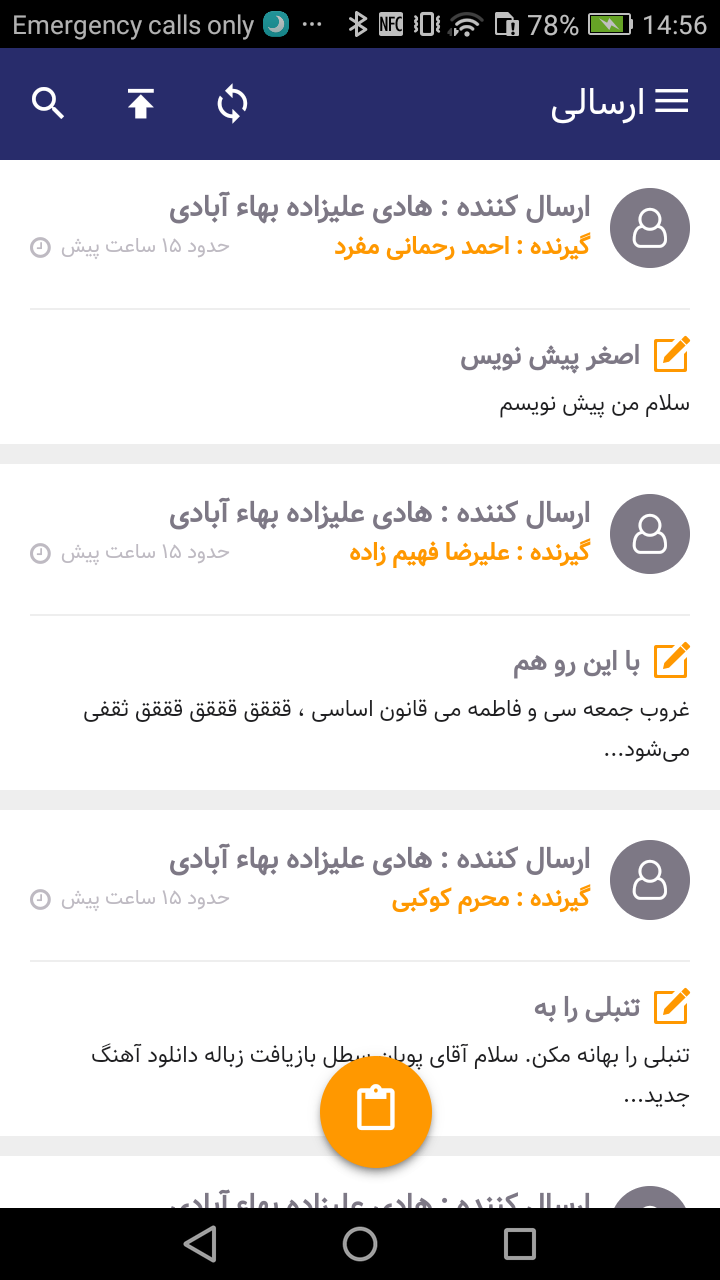 Emergency calls only ... NFC 78% 14:56
ارسالی
ارسال کننده : هادی علیزاده بهاء آبادی
گیرنده : احمد رحمانی مفرد
حدود ۱۵ ساعت پیش
اصغر پیش نویس
سلام من پیش نویسم
ارسال کننده : هادی علیزاده بهاء آبادی
گیرنده : علیرضا فهیم زاده
حدود ۱۵ ساعت پیش
با این رو هم
غروب جمعه سی و فاطمه می قانون اساسی ، قققق قققق قققق ثقفی
می‌شود...
ارسال کننده : هادی علیزاده بهاء آبادی
گیرنده : محرم کوکبی
حدود ۱۵ ساعت پیش
تنبلی را به
تنبلی را بهانه مکن. سلام آقای پویان سطل بازیافت زباله دانلود آهنگ
جدید...
ارسال کننده : هادی علیزاده بهاء آبادی